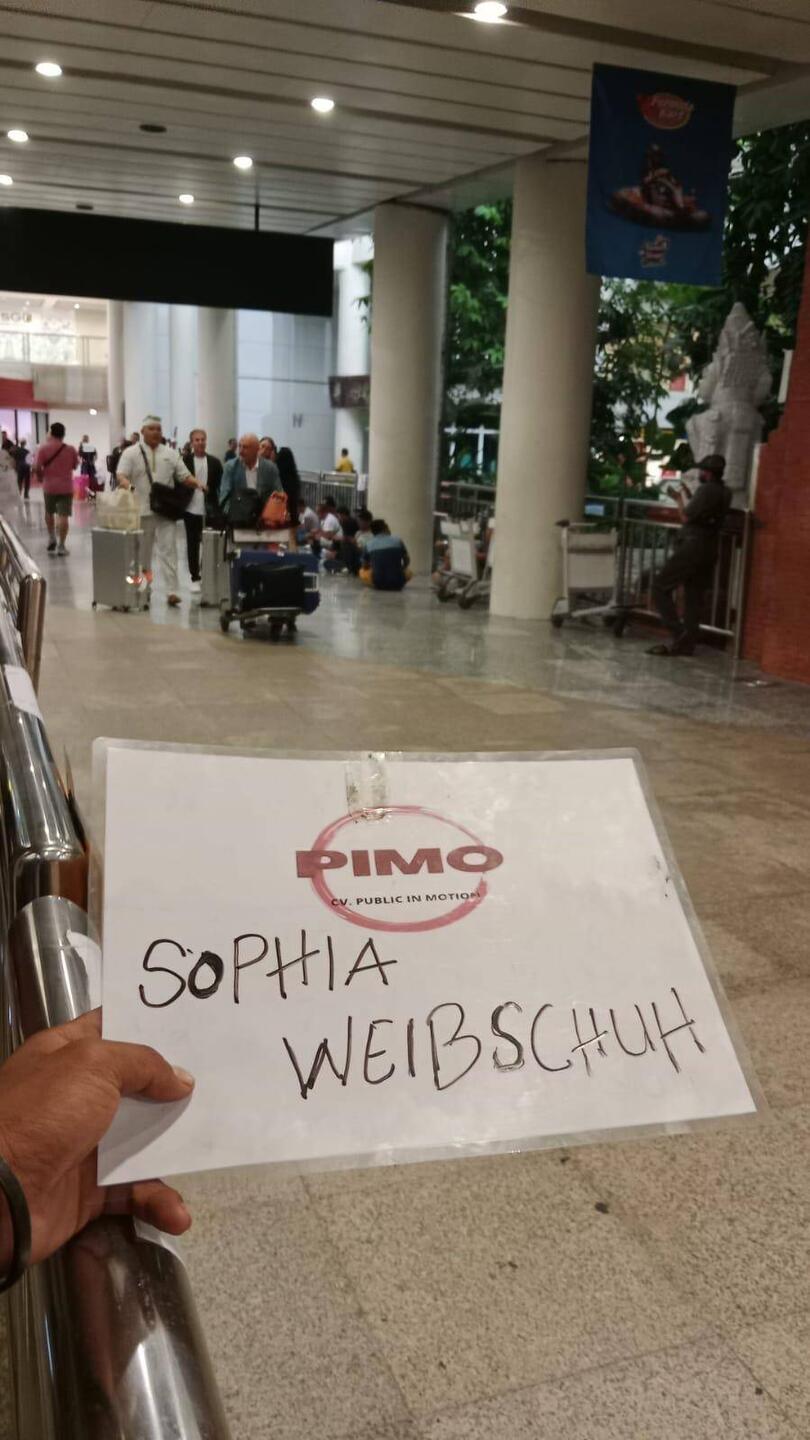 PIMO
CV. PUBLIC IN MOTION
SOPHIA
WEIBSCHUH